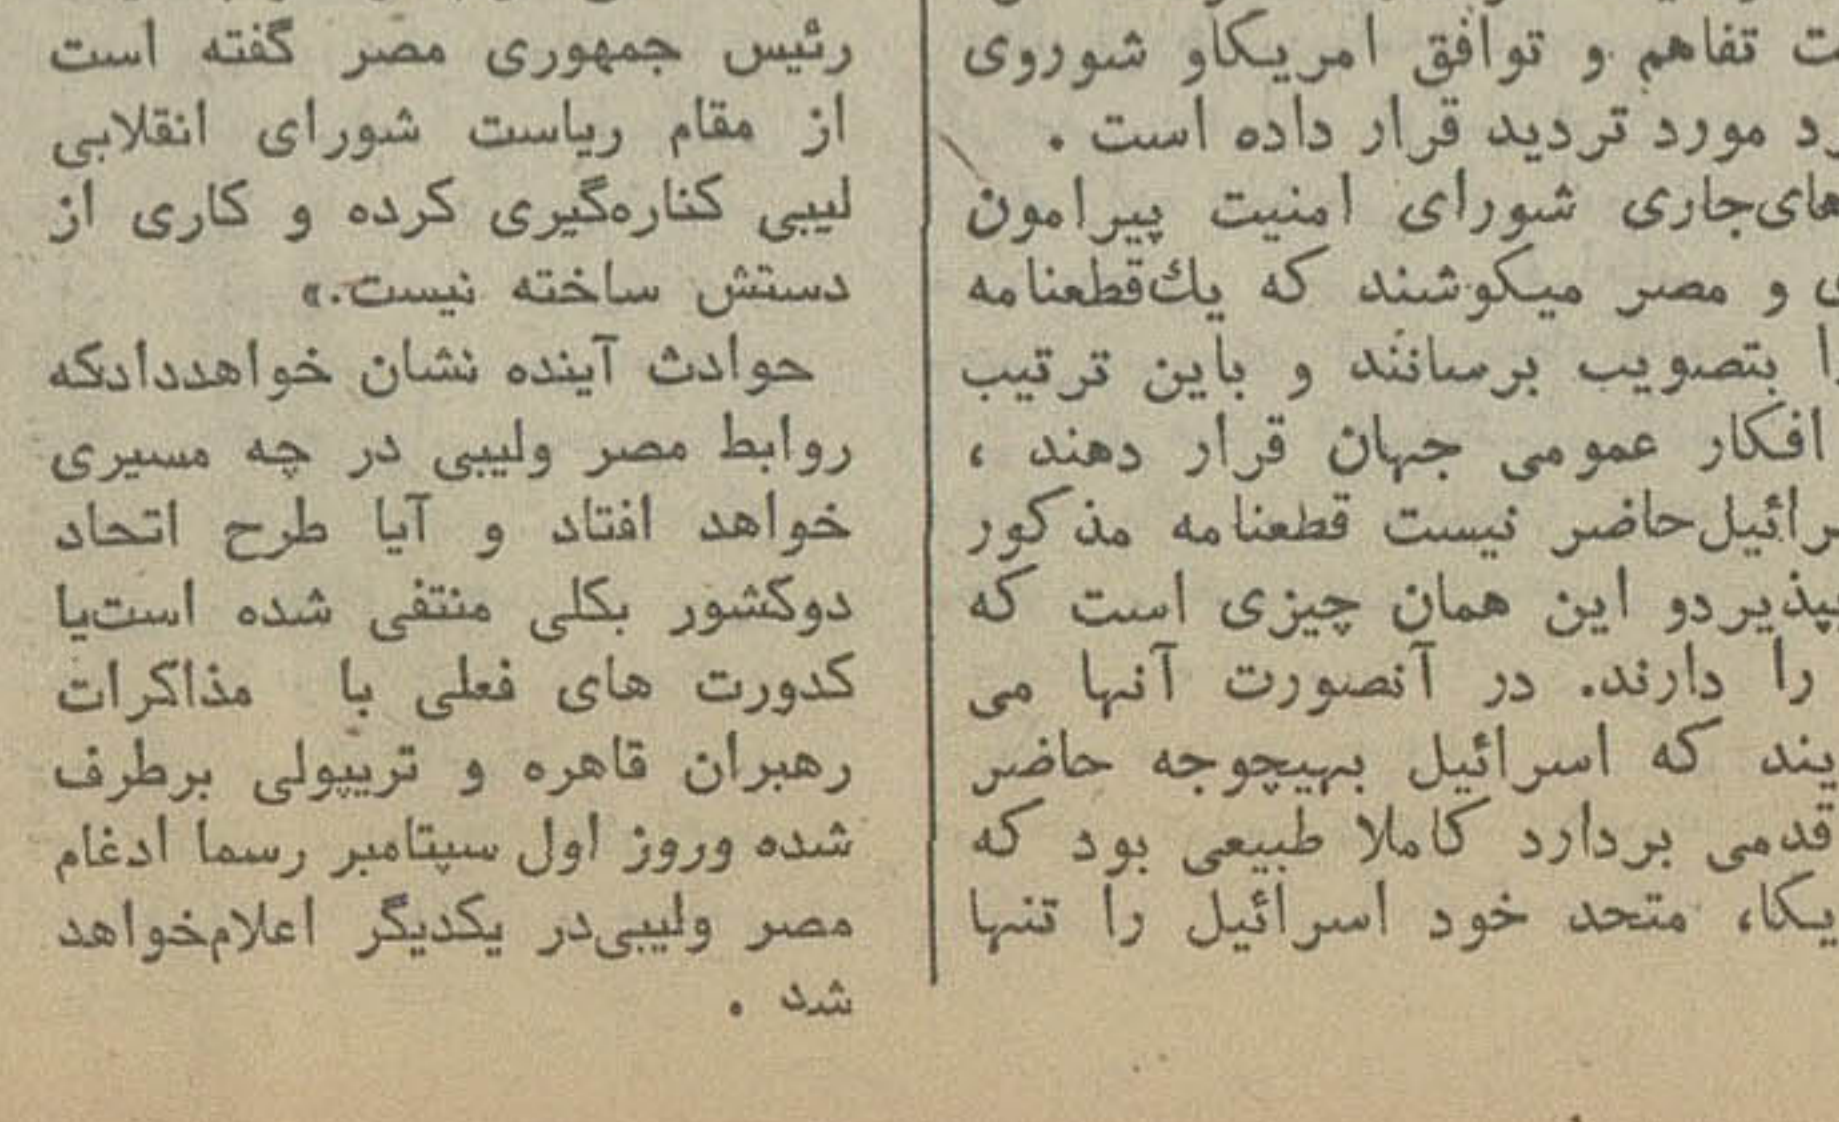 تفاهم و توافق امریکاو شوروی
مورد تردید قرار داده است .
های‌جاری شورای امنیت پیرامون
و مصر میکوشند که یك‌قطعنامه
را بتصویب برسانند و باین ترتیب
افکار عمومی جهان قرار دهند ،
حاضر نیست قطعنامه مذکور
بپذیردو این همان چیزی است که
را دارند. در آنصورت آنها می
که اسرائیل بهیچوجه حاضر
قدمی بردارد کاملا طبیعی بود که
متحد خود اسرائیل را تنها
رئیس جمهوری مصر گفته است
از مقام ریاست شورای انقلابی
لیبی کناره‌گیری کرده و کاری از
دستش ساخته نیست.»
حوادث آینده نشان خواهددادکه
روابط مصر ولیبی در چه مسیری
خواهد افتاد و آیا طرح اتحاد
دوکشور بکلی منتفی شده است‌یا
کدورت های فعلی با مذاکرات
رهبران قاهره و تریپولی برطرف
شده وروز اول سپتامبر رسما ادغام
مصر ولیبی‌در یکدیگر اعلام‌خواهد
شد .